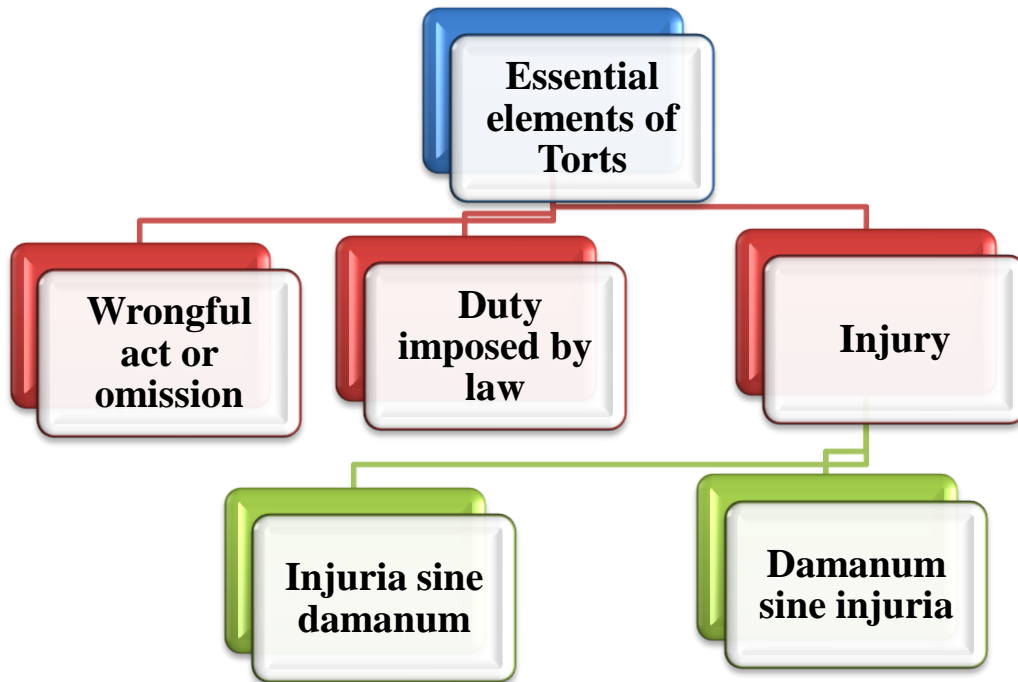 Essential
elements of
Torts
Wrongful
act or
omission
Duty
imposed by
law
Injury
Injuria sine
damanum
Damanum
sine injuria